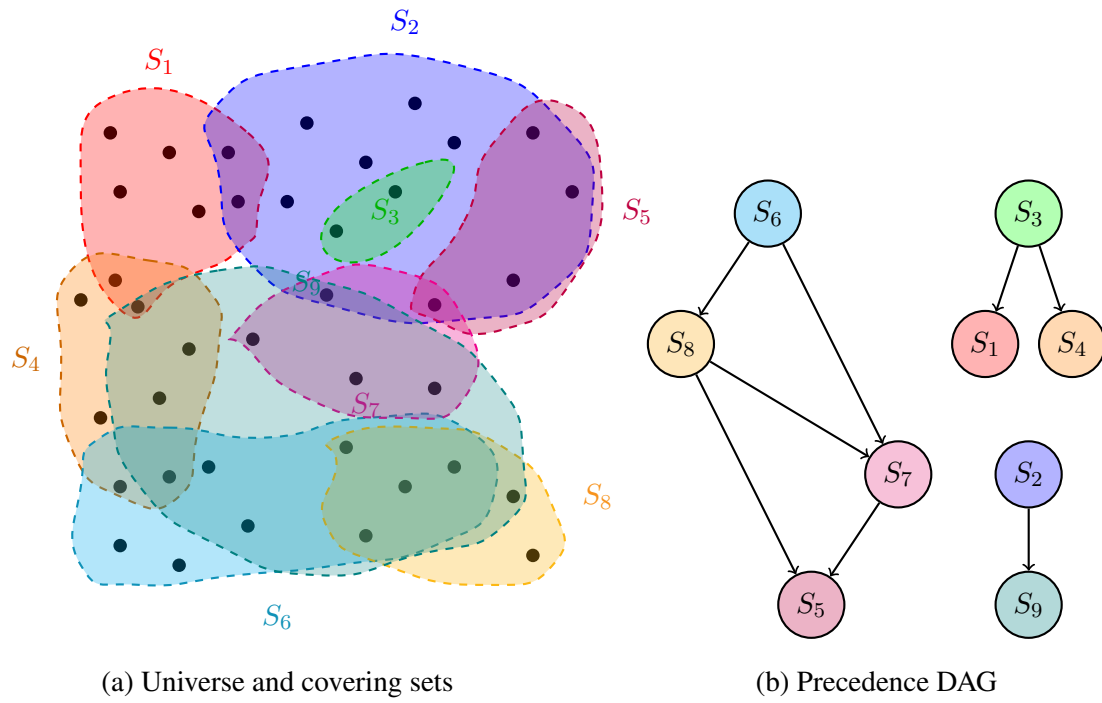 S₂
S₁
S₃
S₅
S₉
S₄
S₇
S₈
S₆
S₆
S₃
S₈
S₁
S₄
S₇
S₂
S₅
S₉
(a) Universe and covering sets
(b) Precedence DAG